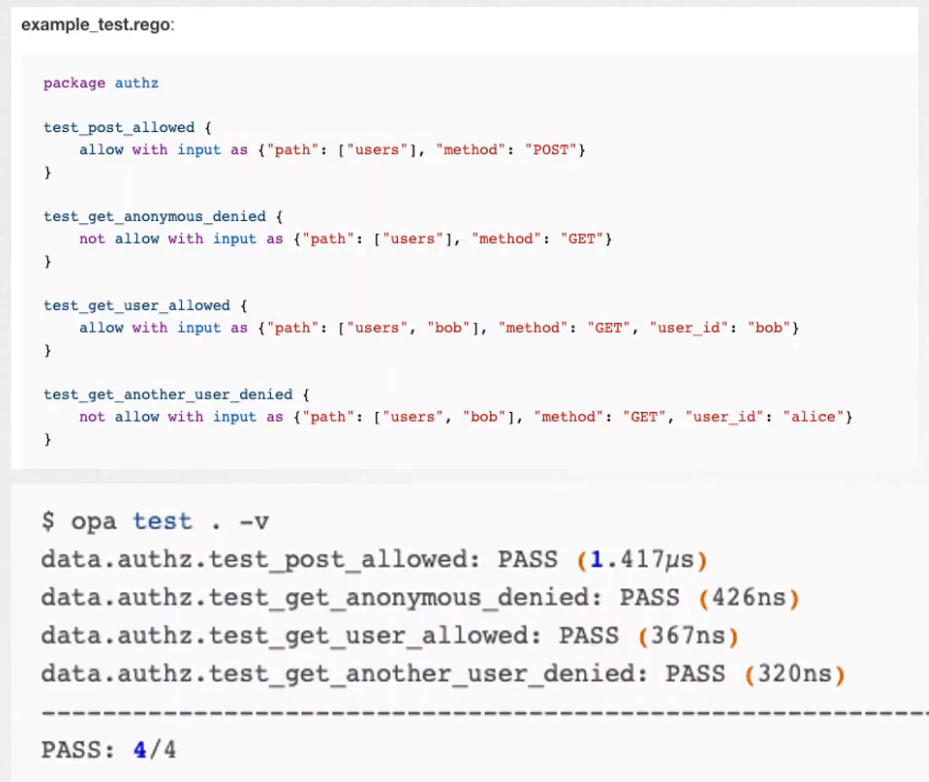 example_test.rego:
package authz
test_post_allowed {
allow with input as {"path": ["users"], "method": "POST"}
}
test_get_anonymous_denied {
not allow with input as {"path": ["users"], "method": "GET"}
}
test_get_user_allowed {
allow with input as {"path": ["users", "bob"], "method": "GET", "user_id": "bob"}
}
test_get_another_user_denied {
not allow with input as {"path": ["users", "bob"], "method": "GET", "user_id": "alice"}
}
$ opa test . -v
data.authz.test_post_allowed: PASS (1.417µs)
data.authz.test_get_anonymous_denied: PASS (426ns)
data.authz.test_get_user_allowed: PASS (367ns)
data.authz.test_get_another_user_denied: PASS (320ns)
--------------------------------------------------------------------------------
PASS: 4/4